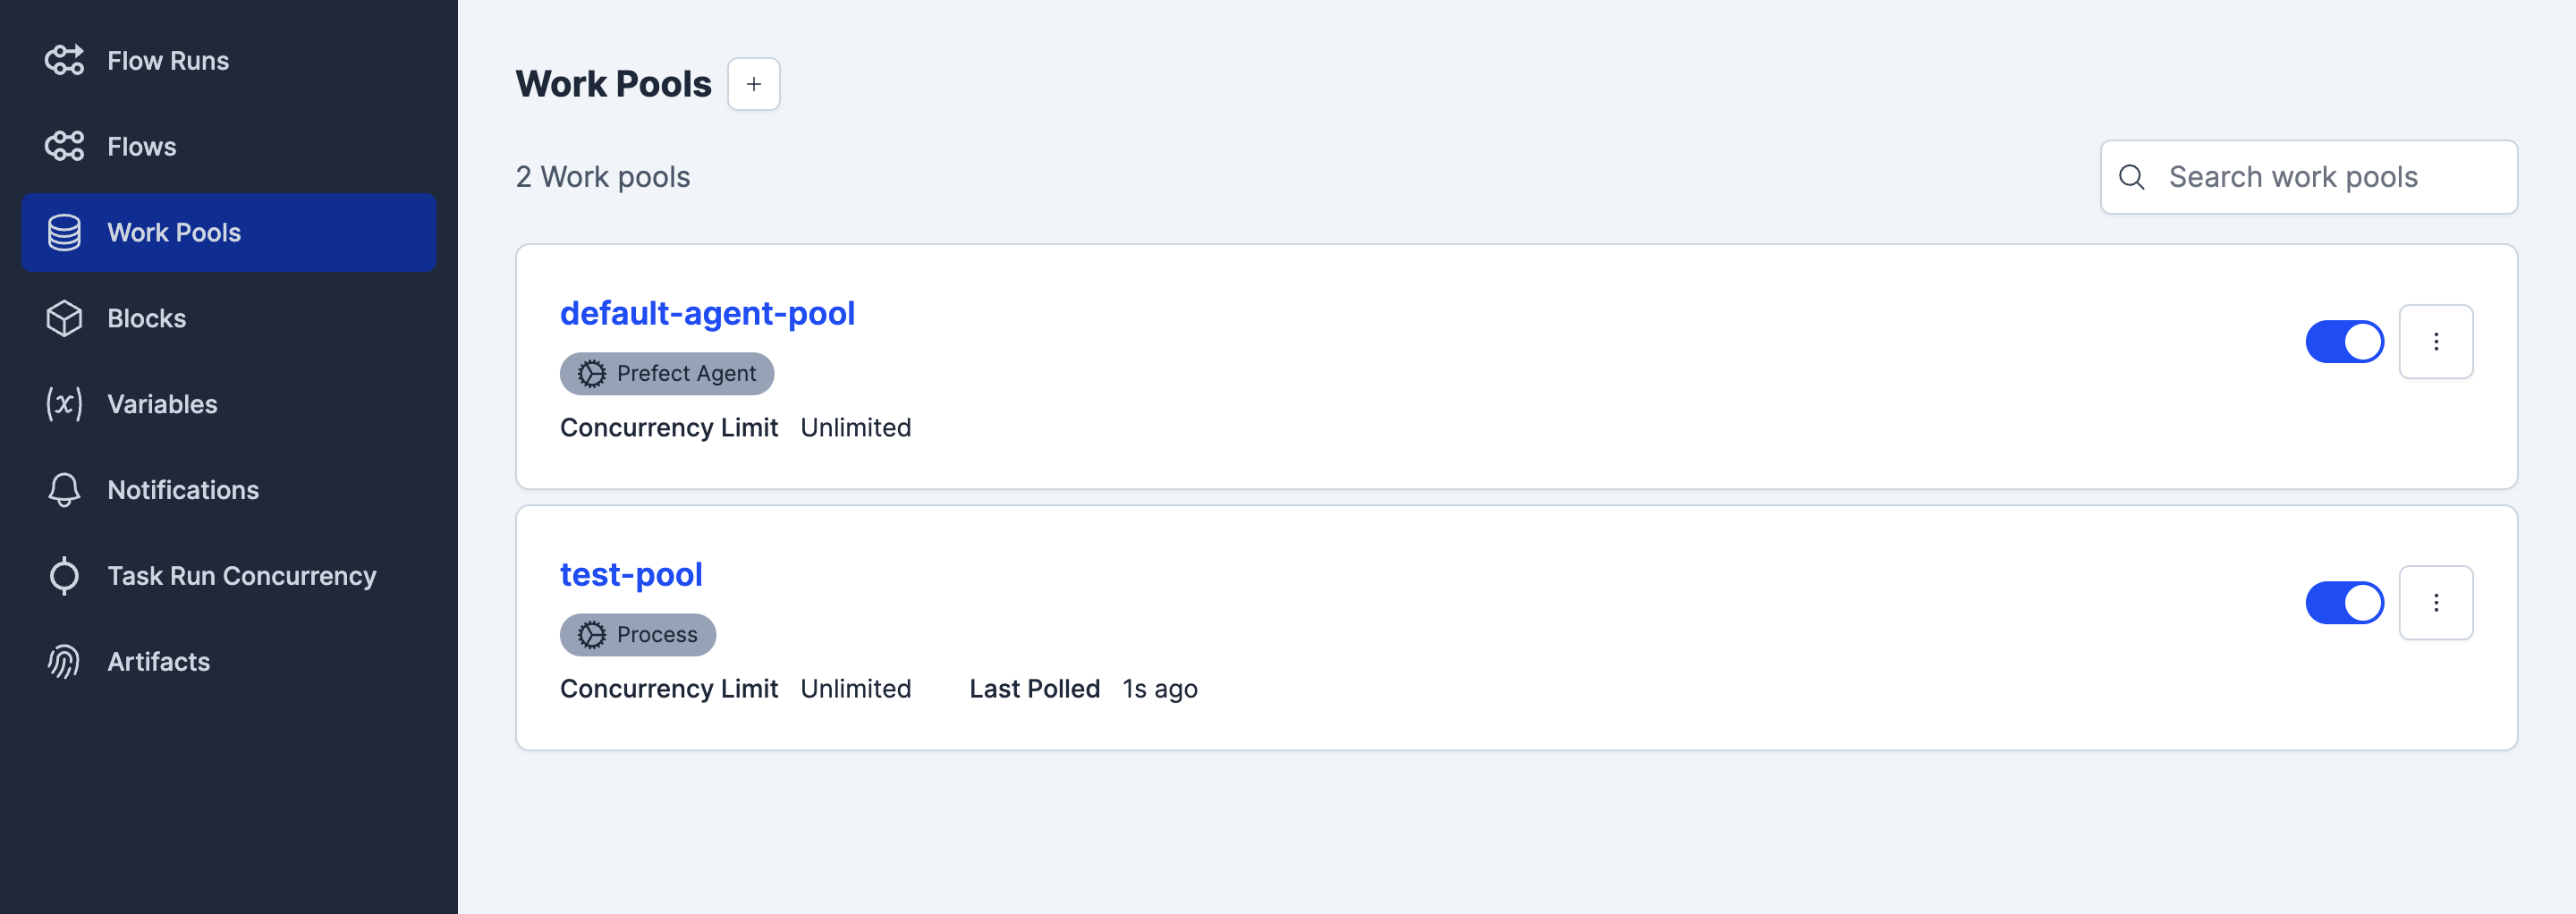 Flow Runs
Flows
Work Pools
Blocks
(x) Variables
Notifications
Task Run Concurrency
Artifacts
Work Pools +
2 Work pools
Search work pools
default-agent-pool
Prefect Agent
Concurrency Limit Unlimited
test-pool
Process
Concurrency Limit Unlimited Last Polled 1s ago